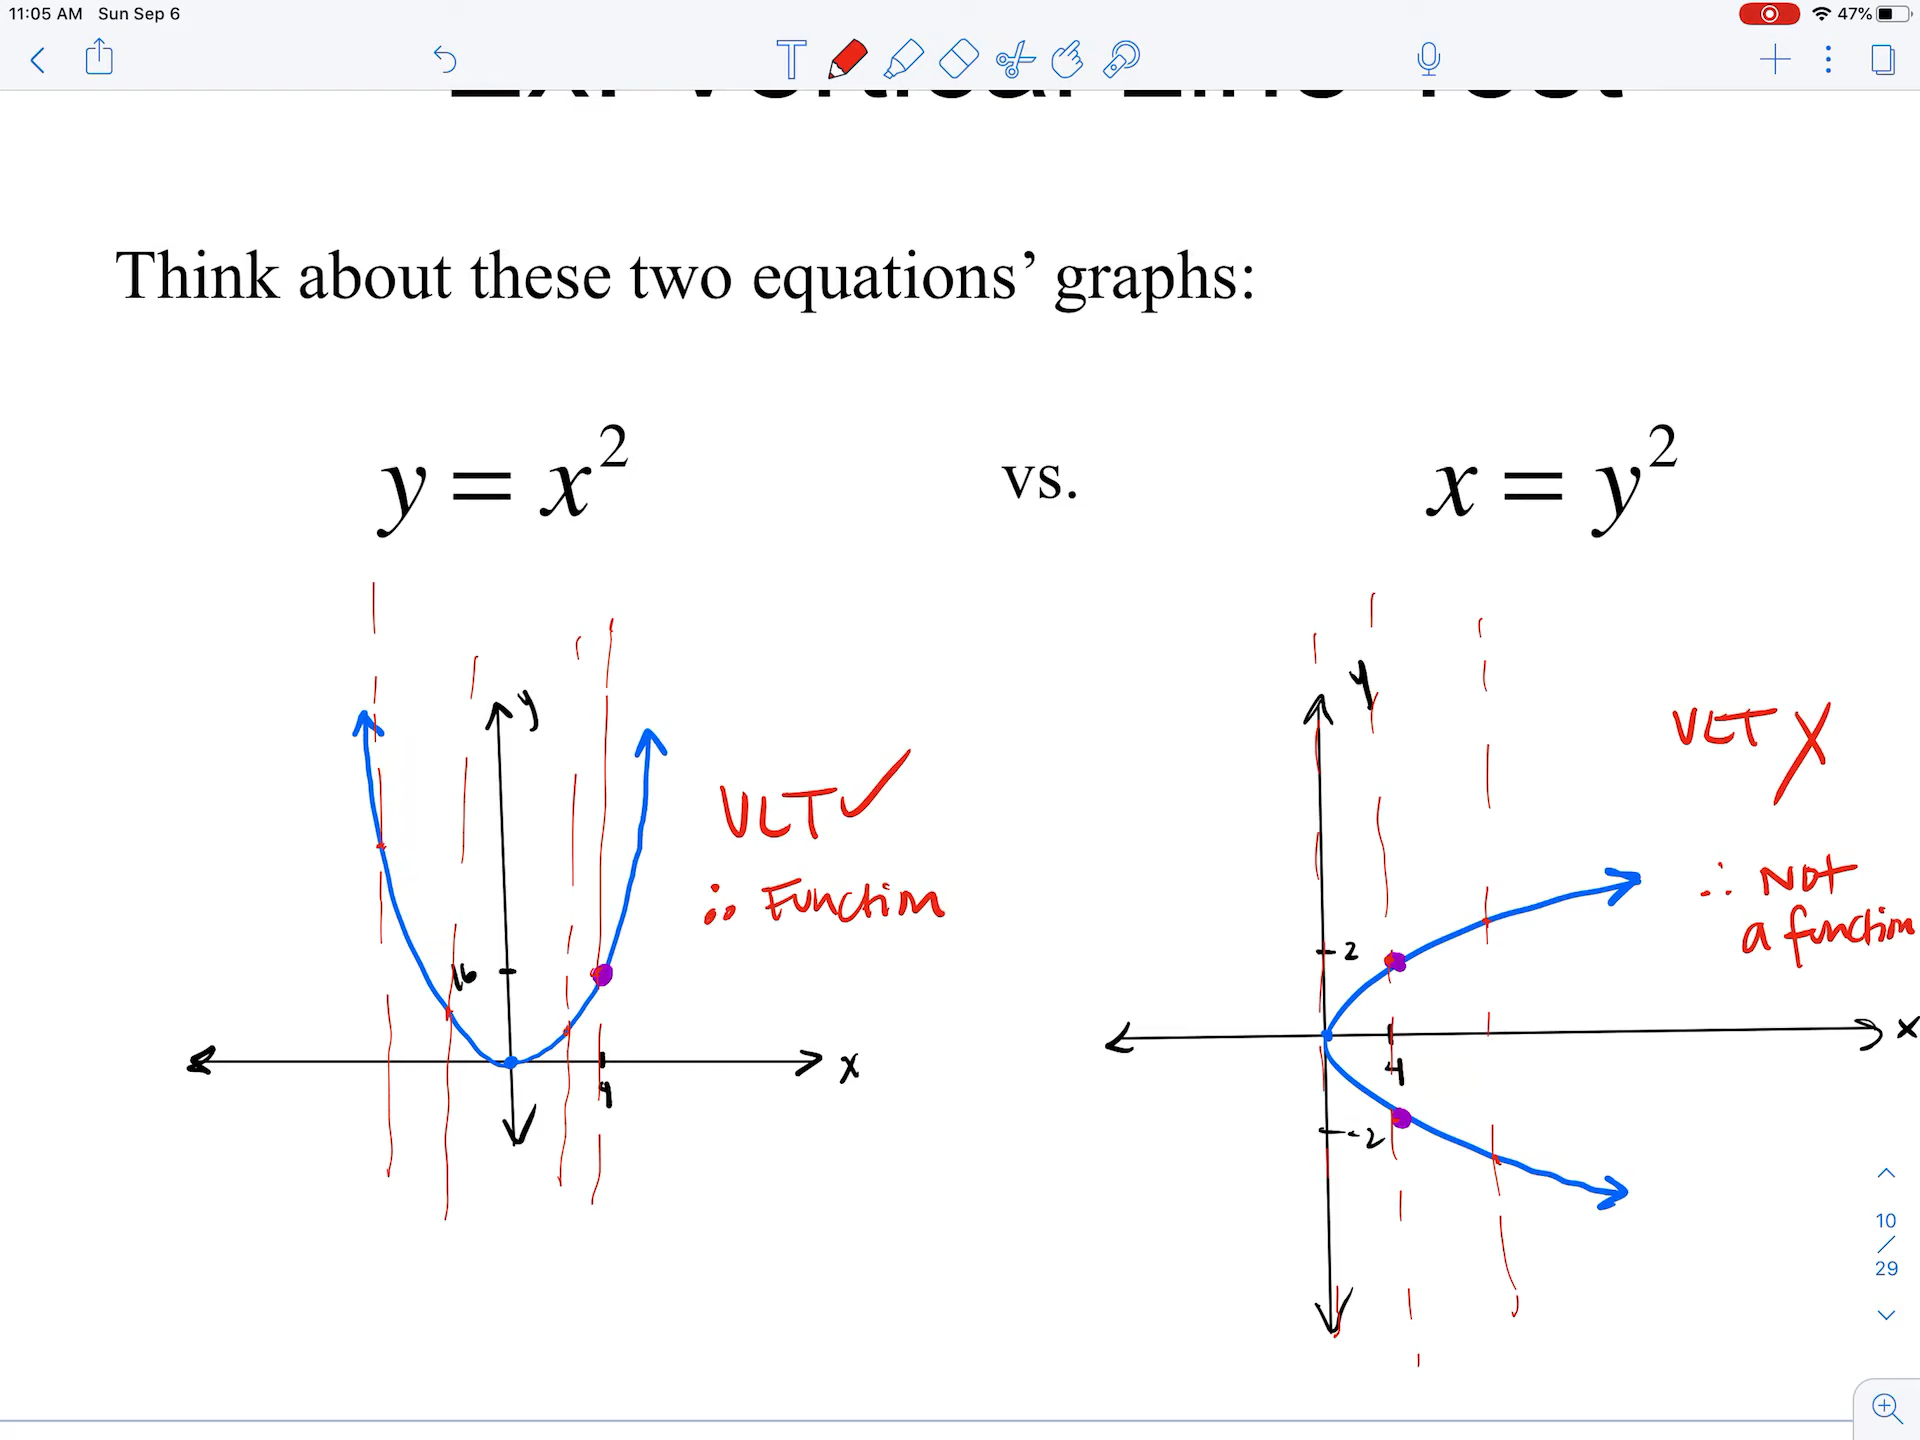 11:05 AM Sun Sep 6
47%
Think about these two equations’ graphs:
y = x²
vs.
x = y²
y
VLT✓
∴ Function
16
x
4
y
VLT X
∴ Not
a function
2
x
4
-2
10
/
29